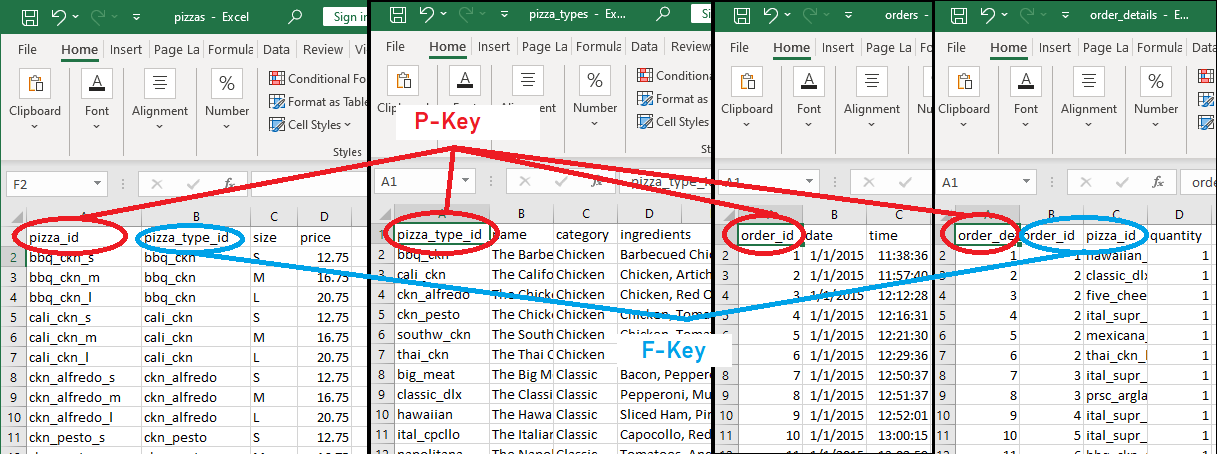 pizzas - Excel
Sign in
File Home Insert Page La Formula Data Review Vi
Clipboard Font Alignment Number
Conditional Fo
Format as Table
Cell Styles
Styles
F2 fx
A B C D
pizza_id pizza_type_id size price
2 bbq_ckn_s bbq_ckn S 12.75
3 bbq_ckn_m bbq_ckn M 16.75
4 bbq_ckn_l bbq_ckn L 20.75
5 cali_ckn_s cali_ckn S 12.75
6 cali_ckn_m cali_ckn M 16.75
7 cali_ckn_l cali_ckn L 20.75
8 ckn_alfredo_s ckn_alfredo S 12.75
9 ckn_alfredo_m ckn_alfredo M 16.75
10 ckn_alfredo_l ckn_alfredo L 20.75
11 ckn_pesto_s ckn_pesto S 12.75
pizza_types - Ex...
File Home Insert Page La Formula
Clipboard Font Alignment Number
Conditional
Format as
Cell Styles
P-Key
A1 fx pizza_type_i
A B C D
1 pizza_type_id name category ingredients
2 bbq_ckn The Barbe Chicken Barbecued Chic
3 cali_ckn The Califo Chicken Chicken, Artich
4 ckn_alfredo The Chick Chicken Chicken, Red O
5 ckn_pesto The Chick Chicken Chicken, Tomat
6 southw_ckn The South Chicken Chicken, Tomat
7 thai_ckn The Thai C Chicken
8 big_meat The Big M Classic Bacon, Peppero
9 classic_dlx The Classi Classic Pepperoni, Mu
10 hawaiian The Hawa Classic Sliced Ham, Pin
11 ital_cpcllo The Italian Classic Capocollo, Red
F-Key
orders -
File Home Insert Page La
Clipboard Font Alignment
A1
A B C
order_id date time
2 1 1/1/2015 11:38:36
3 2 1/1/2015 11:57:40
4 3 1/1/2015 12:12:28
5 4 1/1/2015 12:16:31
6 5 1/1/2015 12:21:30
7 6 1/1/2015 12:29:36
8 7 1/1/2015 12:50:37
9 8 1/1/2015 12:51:37
10 9 1/1/2015 12:52:01
11 10 1/1/2015 13:00:15
order_details - E...
File Home Insert Page La Formula
Clipboard Font Alignment Number
A1 fx orde
A B C D
1 order_de order_id pizza_id quantity
2 1 1 hawaiian_ 1
3 2 2 classic_dlx 1
4 3 2 five_chee 1
5 4 2 ital_supr_ 1
6 5 2 mexicana_ 1
7 6 2 thai_ckn_l 1
8 7 3 ital_supr_ 1
9 8 3 prsc_argla 1
10 9 4 ital_supr_ 1
11 10 5 ital_supr_ 1